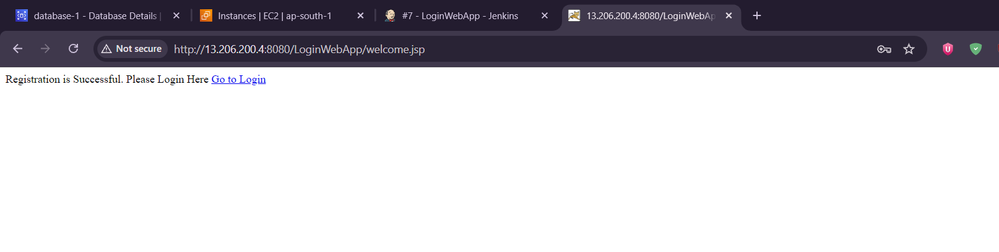 database-1 - Database Details |
Instances | EC2 | ap-south-1
#7 - LoginWebApp - Jenkins
13.206.200.4:8080/LoginWebAp
Not secure
http://13.206.200.4:8080/LoginWebApp/welcome.jsp
Registration is Successful. Please Login Here Go to Login